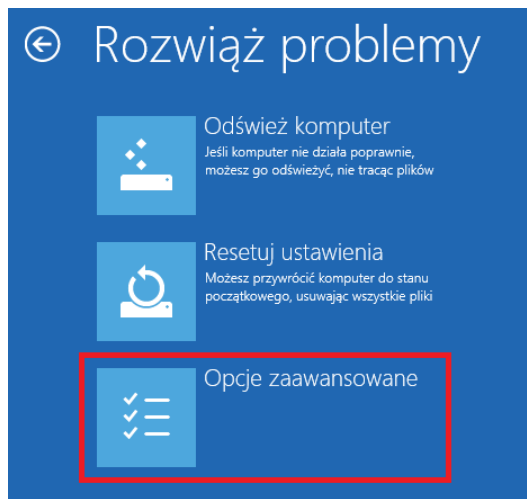 Rozwiąż problemy
Odśwież komputer
Jeśli komputer nie działa poprawnie,
możesz go odświeżyć, nie tracąc plików
Resetuj ustawienia
Możesz przywrócić komputer do stanu
początkowego, usuwając wszystkie pliki
Opcje zaawansowane